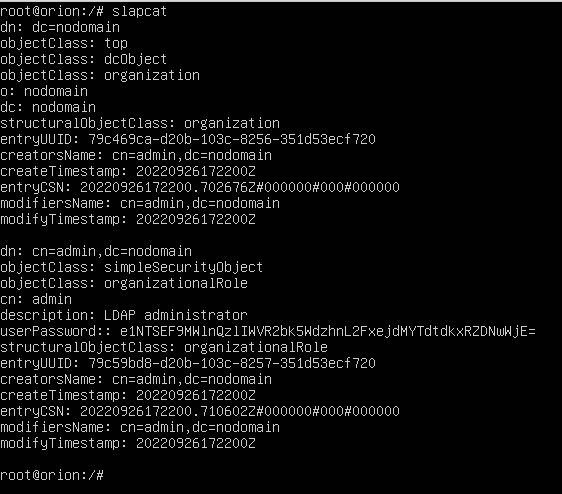 root@orion:/# slapcat
dn: dc=nodomain
objectClass: top
objectClass: dcObject
objectClass: organization
o: nodomain
dc: nodomain
structuralObjectClass: organization
entryUUID: 79c469ca-d20b-103c-8256-351d53ecf720
creatorsName: cn=admin,dc=nodomain
createTimestamp: 20220926172200Z
entryCSN: 20220926172200.702676Z#000000#000#000000
modifiersName: cn=admin,dc=nodomain
modifyTimestamp: 20220926172200Z

dn: cn=admin,dc=nodomain
objectClass: simpleSecurityObject
objectClass: organizationalRole
cn: admin
description: LDAP administrator
userPassword:: e1NTSEF9MWlnQzlIWVR2bk5WdzhnL2FxejdMYTdtdkxRZDNwWjE=
structuralObjectClass: organizationalRole
entryUUID: 79c59bd8-d20b-103c-8257-351d53ecf720
creatorsName: cn=admin,dc=nodomain
createTimestamp: 20220926172200Z
entryCSN: 20220926172200.710602Z#000000#000#000000
modifiersName: cn=admin,dc=nodomain
modifyTimestamp: 20220926172200Z

root@orion:/#